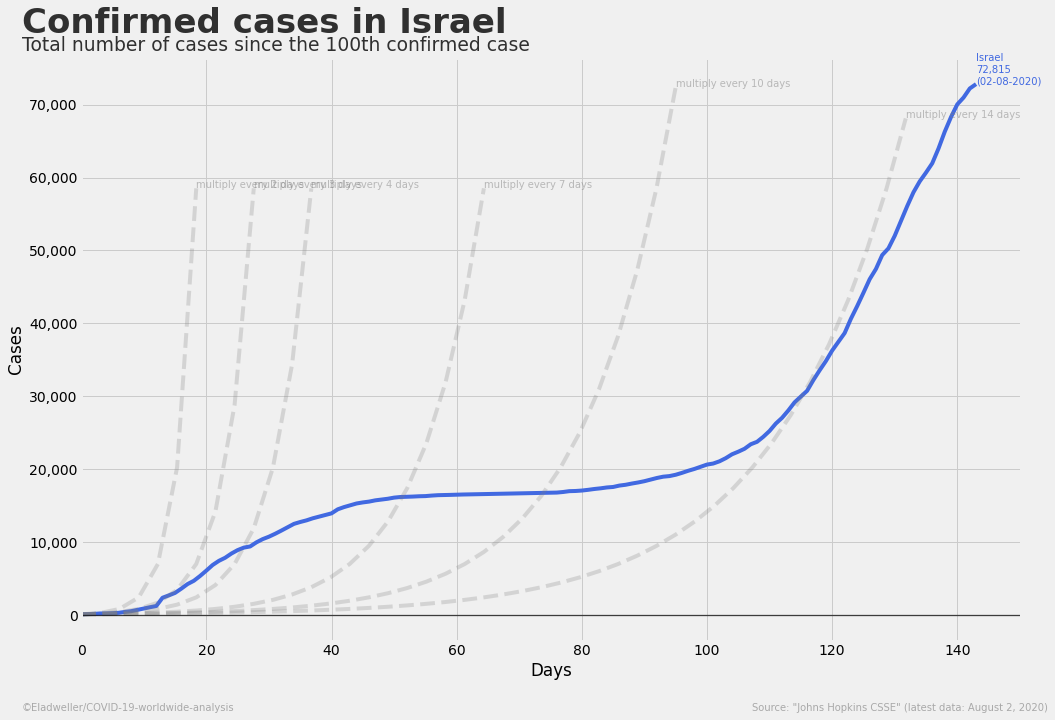 Confirmed cases in Israel
Total number of cases since the 100th confirmed case
Israel
72,815
(02-08-2020)
multiply every 10 days
multiply every 14 days
multiply every 2 days
multiply every 3 days
multiply every 4 days
multiply every 7 days
70,000
60,000
50,000
40,000
30,000
20,000
10,000
0
Cases
0 20 40 60 80 100 120 140
Days
©Eladweller/COVID-19-worldwide-analysis
Source: "Johns Hopkins CSSE" (latest data: August 2, 2020)